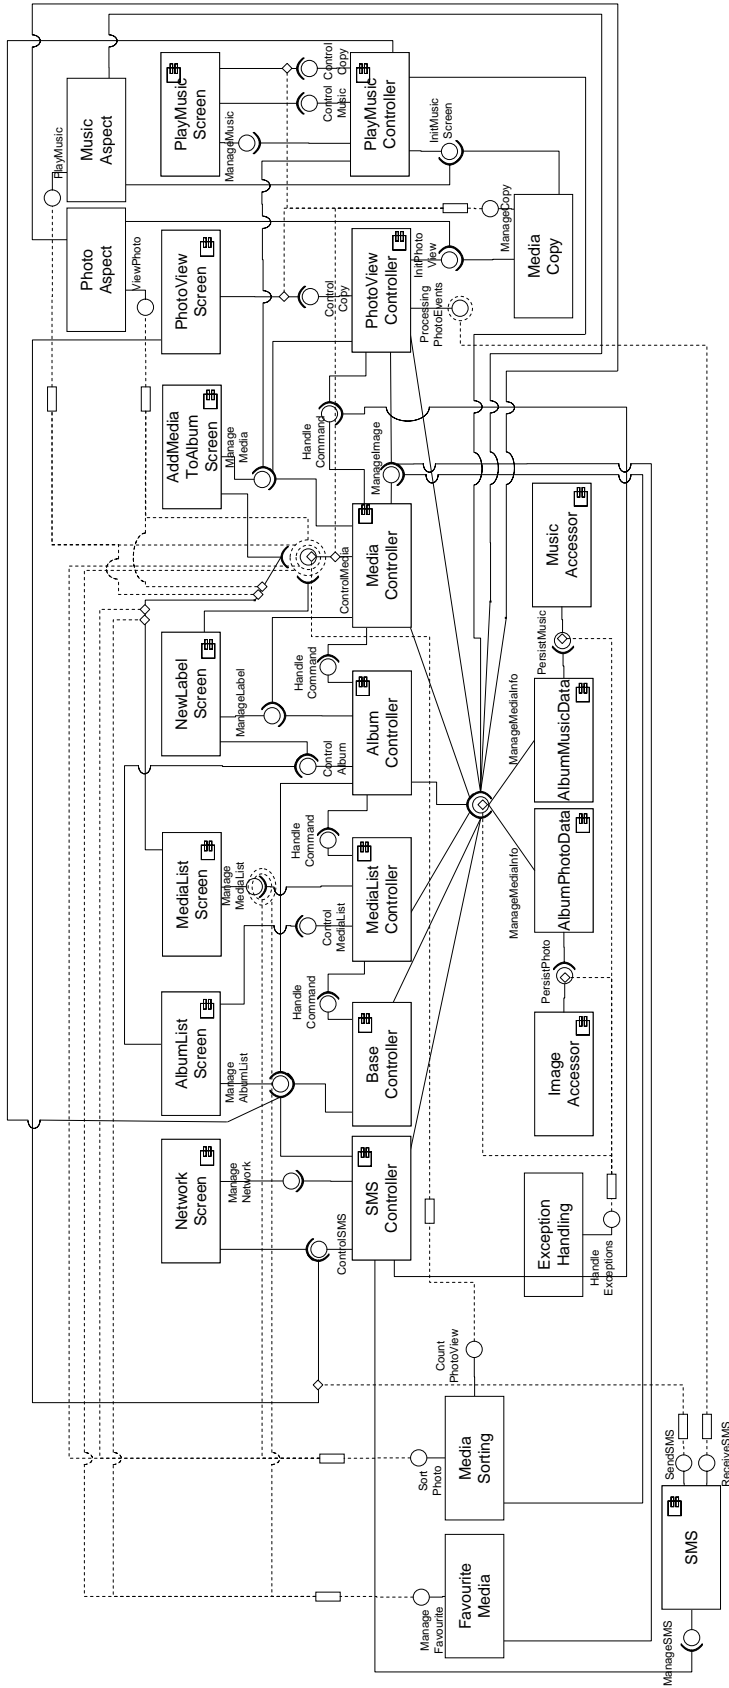 PlayMusic
Music
Aspect
Photo
Aspect
ViewPhoto
PlayMusic
Screen
ManageMusic
Control
Copy
Control
Music
PlayMusic
Controller
InitMusic
Screen
PhotoView
Screen
Control
Copy
PhotoView
Controller
InitPhoto
View
ManageCopy
Media
Copy
Processing
PhotoEvents
AddMedia
ToAlbum
Screen
Manage
Media
Handle
Command
ManageImage
Media
Controller
ControlMedia
Music
Accessor
PersistMusic
NewLabel
Screen
ManageLabel
Handle
Command
Control
Album
Album
Controller
ManageMediaInfo
AlbumMusicData
MediaList
Screen
Manage
MediaList
Handle
Command
Control
MediaList
MediaList
Controller
ManageMediaInfo
AlbumPhotoData
PersistPhoto
AlbumList
Screen
Manage
AlbumList
Handle
Command
Base
Controller
Image
Accessor
Network
Screen
Manage
Network
ControlSMS
SMS
Controller
Exception
Handling
Handle
Exceptions
Count
PhotoView
Sort
Photo
Media
Sorting
Manage
Favourite
Favourite
Media
SendSMS
ReceiveSMS
SMS
ManageSMS